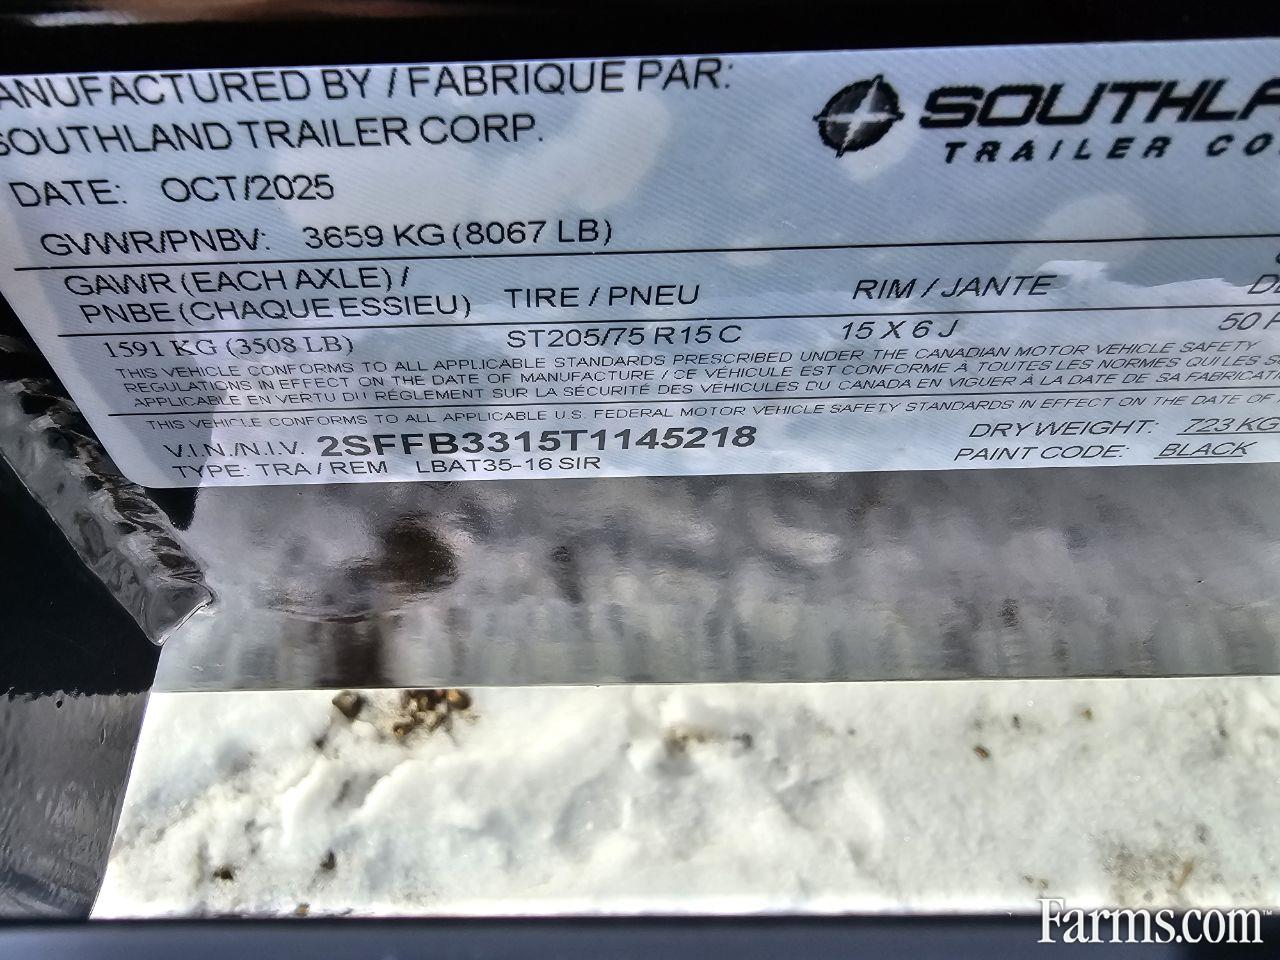 ANUFACTURED BY / FABRIQUE PAR:
SOUTHLAND TRAILER CORP.
SOUTHLA
TRAILER CO
DATE: OCT/2025
GVWR/PNBV: 3659 KG (8067 LB)
GAWR (EACH AXLE) /
PNBE (CHAQUE ESSIEU) TIRE / PNEU RIM / JANTE
1591 KG (3508 LB) ST205/75 R15 C 15 X 6 J 50
THIS VEHICLE CONFORMS TO ALL APPLICABLE STANDARDS PRESCRIBED UNDER THE CANADIAN MOTOR VEHICLE SAFETY
REGULATIONS IN EFFECT ON THE DATE OF MANUFACTURE / CE VÉHICULE EST CONFORME À TOUTES LES NORMES QUI LES S
APPLICABLE EN VERTU DU RÈGLEMENT SUR LA SÉCURITÉ DES VÉHICULES DU CANADA EN VIGUER À LA DATE DE SA FABRICATI
THIS VEHICLE CONFORMS TO ALL APPLICABLE U.S. FEDERAL MOTOR VEHICLE SAFETY STANDARDS IN EFFECT ON THE DATE OF
V.I.N./N.I.V. 2SFFB3315T1145218 DRY WEIGHT: 723 KG
TYPE: TRA / REM LBAT35-16 SIR PAINT CODE: BLACK
Farms.com™